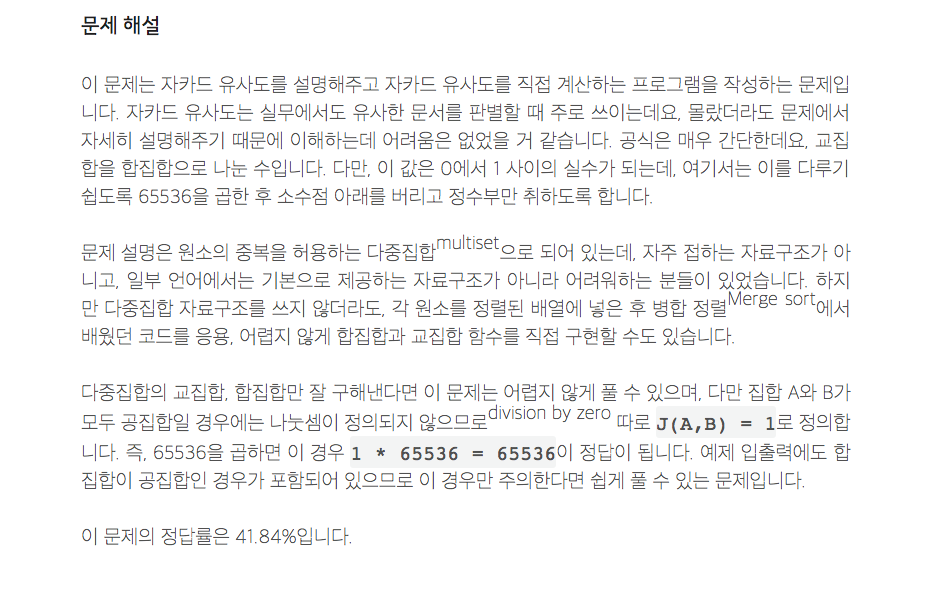 문제 해설
이 문제는 자카드 유사도를 설명해주고 자카드 유사도를 직접 계산하는 프로그램을 작성하는 문제입
니다. 자카드 유사도는 실무에서도 유사한 문서를 판별할 때 주로 쓰이는데요, 몰랐더라도 문제에서
자세히 설명해주기 때문에 이해하는데 어려움은 없었을 거 같습니다. 공식은 매우 간단한데요, 교집
합을 합집합으로 나눈 수입니다. 다만, 이 값은 0에서 1 사이의 실수가 되는데, 여기서는 이를 다루기
쉽도록 65536을 곱한 후 소수점 아래를 버리고 정수부만 취하도록 합니다.
문제 설명은 원소의 중복을 허용하는 다중집합multiset으로 되어 있는데, 자주 접하는 자료구조가 아
니고, 일부 언어에서는 기본으로 제공하는 자료구조가 아니라 어려워하는 분들이 있었습니다. 하지
만 다중집합 자료구조를 쓰지 않더라도, 각 원소를 정렬된 배열에 넣은 후 병합 정렬Merge sort에서
배웠던 코드를 응용, 어렵지 않게 합집합과 교집합 함수를 직접 구현할 수도 있습니다.
다중집합의 교집합, 합집합만 잘 구해낸다면 이 문제는 어렵지 않게 풀 수 있으며, 다만 집합 A와 B가
모두 공집합일 경우에는 나눗셈이 정의되지 않으므로division by zero 따로 J(A,B) = 1로 정의합
니다. 즉, 65536을 곱하면 이 경우 1 * 65536 = 65536이 정답이 됩니다. 예제 입출력에도 합
집합이 공집합인 경우가 포함되어 있으므로 이 경우만 주의한다면 쉽게 풀 수 있는 문제입니다.
이 문제의 정답률은 41.84%입니다.